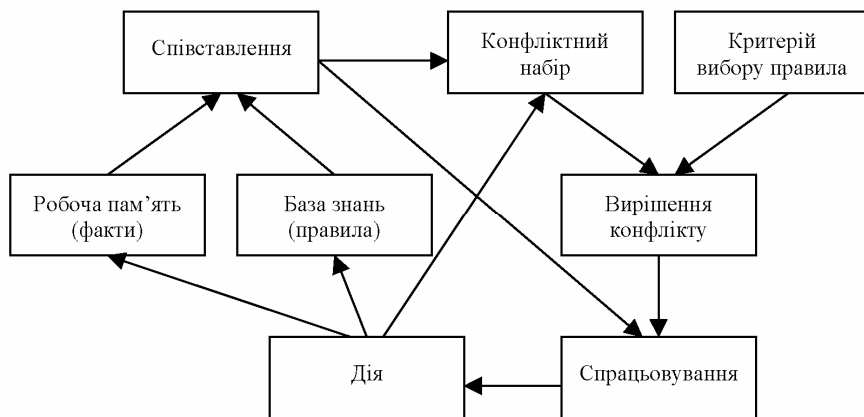 Співставлення
Конфліктний
набір
Критерій
вибору правила
Робоча пам’ять
(факти)
База знань
(правила)
Вирішення
конфлікту
Дія
Спрацьовування